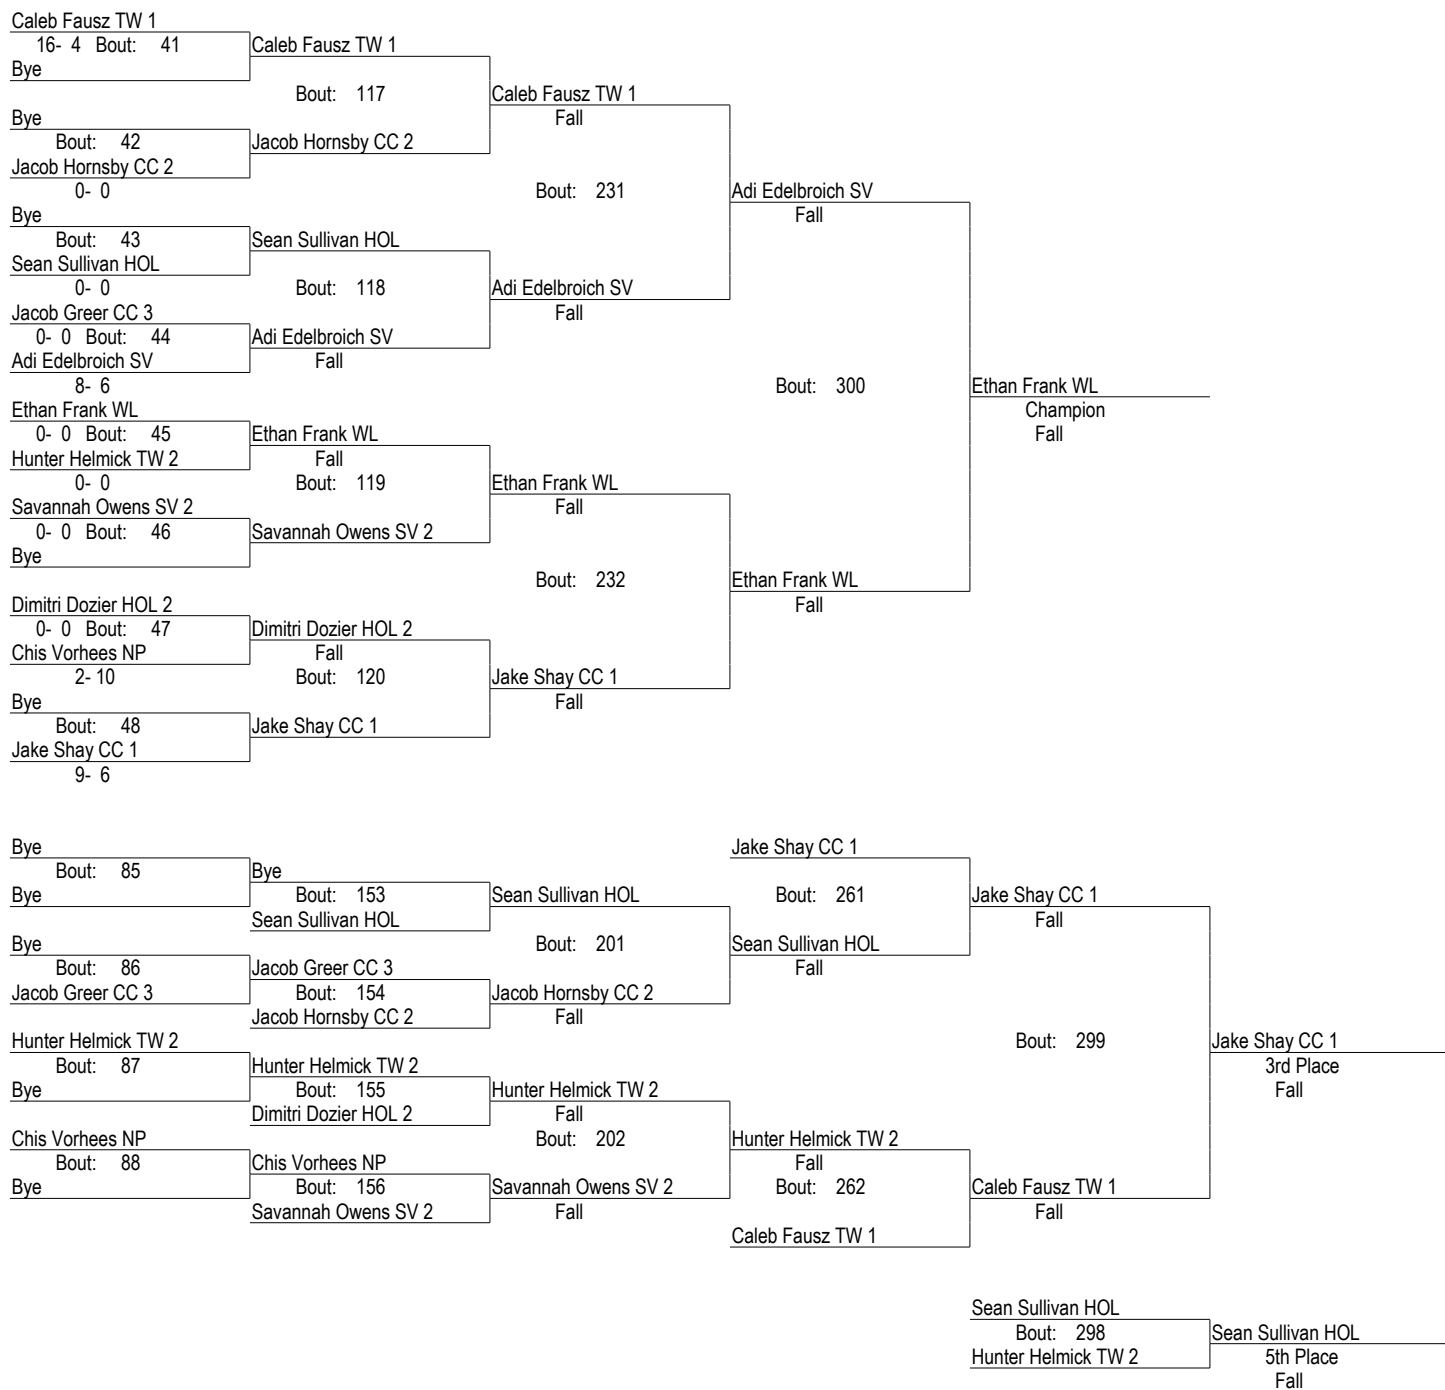 Caleb Fausz TW 1
16- 4 Bout: 41 Caleb Fausz TW 1
Bye
Bout: 117 Caleb Fausz TW 1
Bye Fall
Bout: 42 Jacob Hornsby CC 2
Jacob Hornsby CC 2
0- 0 Bout: 231 Adi Edelbroich SV
Bye Fall
Bout: 43 Sean Sullivan HOL
Sean Sullivan HOL
0- 0 Bout: 118 Adi Edelbroich SV
Jacob Greer CC 3 Fall
0- 0 Bout: 44 Adi Edelbroich SV
Adi Edelbroich SV Fall
8- 6 Bout: 300 Ethan Frank WL
Ethan Frank WL Champion
0- 0 Bout: 45 Ethan Frank WL Fall
Hunter Helmick TW 2 Fall
0- 0 Bout: 119 Ethan Frank WL
Savannah Owens SV 2 Fall
0- 0 Bout: 46 Savannah Owens SV 2
Bye
Bout: 232 Ethan Frank WL
Dimitri Dozier HOL 2 Fall
0- 0 Bout: 47 Dimitri Dozier HOL 2
Chis Vorhees NP Fall
2- 10 Bout: 120 Jake Shay CC 1
Bye Fall
Bout: 48 Jake Shay CC 1
Jake Shay CC 1
9- 6
Bye Jake Shay CC 1
Bout: 85 Bye
Bye Bout: 153 Sean Sullivan HOL Bout: 261 Jake Shay CC 1
Sean Sullivan HOL Fall
Bye Bout: 201 Sean Sullivan HOL
Bout: 86 Jacob Greer CC 3 Fall
Jacob Greer CC 3 Bout: 154 Jacob Hornsby CC 2
Jacob Hornsby CC 2 Fall
Hunter Helmick TW 2 Bout: 299 Jake Shay CC 1
Bout: 87 Hunter Helmick TW 2 3rd Place
Bye Bout: 155 Hunter Helmick TW 2 Fall
Dimitri Dozier HOL 2 Fall
Chis Vorhees NP Bout: 202 Hunter Helmick TW 2
Bout: 88 Chis Vorhees NP Fall
Bye Bout: 156 Savannah Owens SV 2 Bout: 262 Caleb Fausz TW 1
Savannah Owens SV 2 Fall Fall
Caleb Fausz TW 1
Sean Sullivan HOL
Bout: 298 Sean Sullivan HOL
Hunter Helmick TW 2 5th Place
Fall